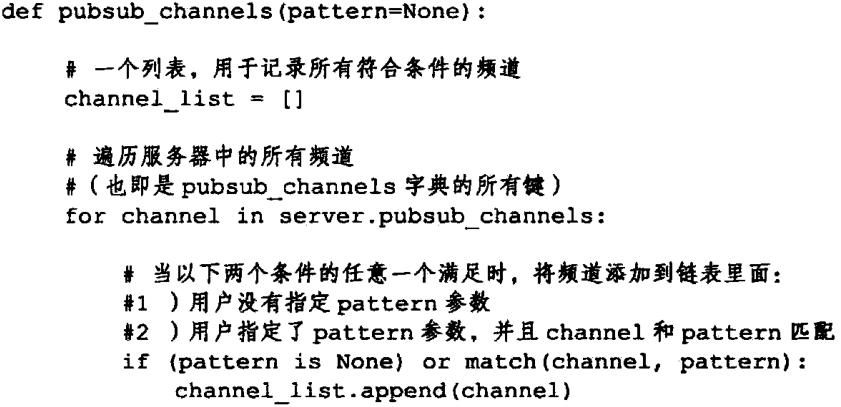 def pubsub_channels(pattern=None):
# 一个列表，用于记录所有符合条件的频道
channel_list = []
# 遍历服务器中的所有频道
#（也即是 pubsub_channels 字典的所有键）
for channel in server.pubsub_channels:
# 当以下两个条件的任意一个满足时，将频道添加到链表里面：
#1 ）用户没有指定 pattern 参数
#2 ）用户指定了 pattern 参数，并且 channel 和 pattern 匹配
if (pattern is None) or match(channel, pattern):
channel_list.append(channel)